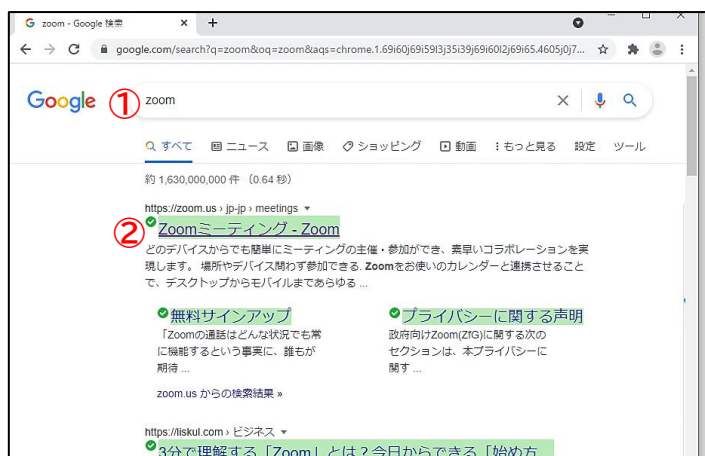 zoom - Google 検索
google.com/search?q=zoom&oq=zoom&aqs=chrome.1.69i60j69i59l3j35i39j69i60l2j69i65.4605j0j7...
Google
① zoom
すべて ニュース 画像 ショッピング 動画 もっと見る 設定 ツール
約 1,630,000,000 件 （0.64 秒）
https://zoom.us › jp-jp › meetings
② Zoomミーティング - Zoom
どのデバイスからでも簡単にミーティングの主催・参加ができ、素早いコラボレーションを実
現します。 場所やデバイス問わず参加できる. Zoomをお使いのカレンダーと連携させること
で、デスクトップからモバイルまであらゆる ...
無料サインアップ
「Zoomの通話はどんな状況でも常
に機能するという事実に、誰もが
期待 ...
プライバシーに関する声明
政府向けZoom(ZfG)に関する次の
セクションは、本プライバシーに
関す ...
zoom.us からの検索結果 »
https://liskul.com › ビジネス
3分で理解する「Zoom」とは？今日からできる「始め方